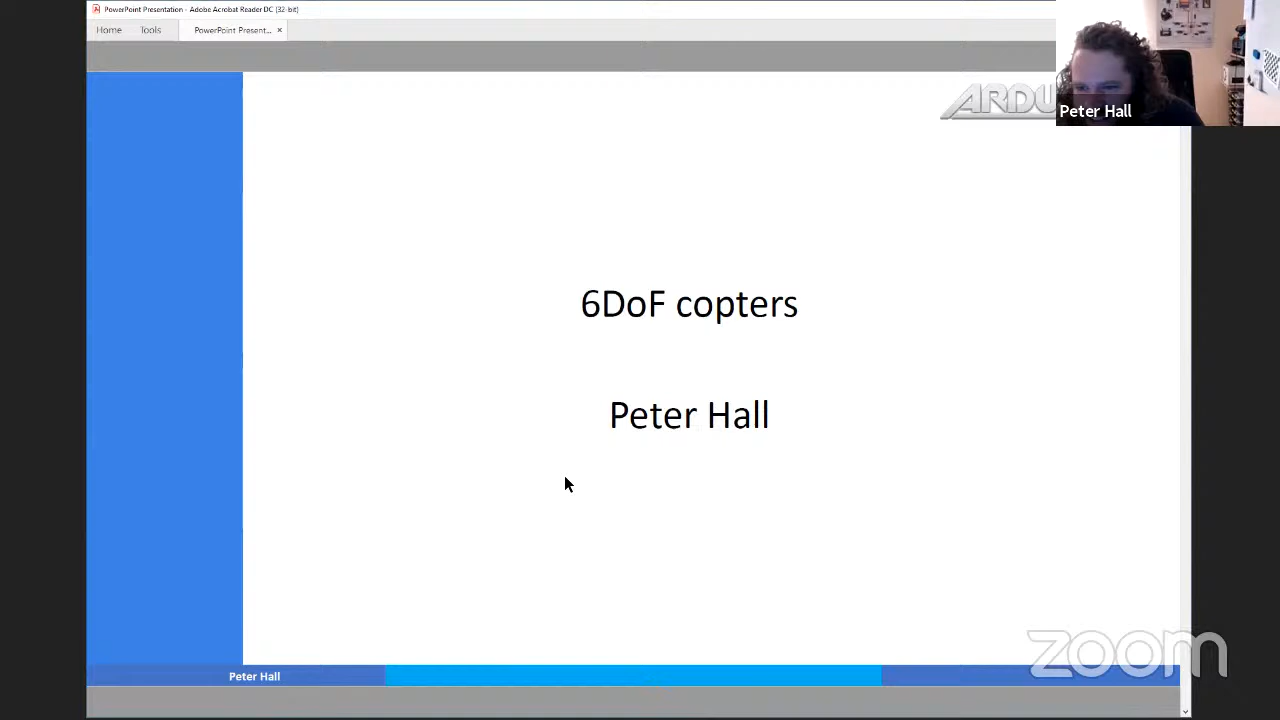 PowerPoint Presentation - Adobe Acrobat Reader DC (32-bit)
Home Tools PowerPoint Present... ×
ARDU
Peter Hall
6DoF copters
Peter Hall
zoom
Peter Hall